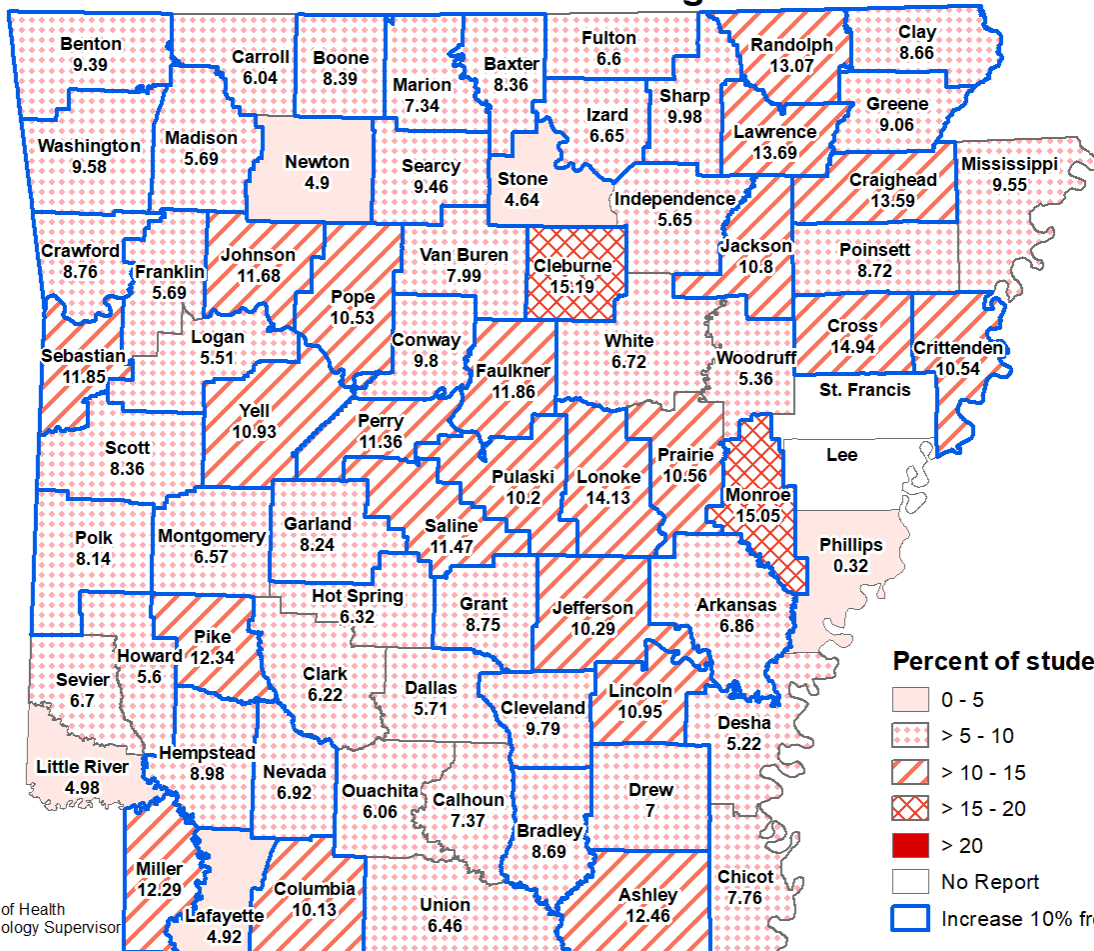 Benton
9.39
Carroll
6.04
Boone
8.39
Marion
7.34
Baxter
8.36
Fulton
6.6
Randolph
13.07
Clay
8.66
Izard
6.65
Sharp
9.98
Greene
9.06
Washington
9.58
Madison
5.69
Newton
4.9
Searcy
9.46
Stone
4.64
Lawrence
13.69
Independence
5.65
Craighead
13.59
Mississippi
9.55
Crawford
8.76
Franklin
5.69
Johnson
11.68
Pope
10.53
Van Buren
7.99
Cleburne
15.19
Jackson
10.8
Poinsett
8.72
Sebastian
11.85
Logan
5.51
Conway
9.8
Faulkner
11.86
White
6.72
Woodruff
5.36
Cross
14.94
Crittenden
10.54
St. Francis
Scott
8.36
Yell
10.93
Perry
11.36
Pulaski
10.2
Lonoke
14.13
Prairie
10.56
Monroe
15.05
Lee
Polk
8.14
Montgomery
6.57
Garland
8.24
Saline
11.47
Phillips
0.32
Hot Spring
6.32
Grant
8.75
Jefferson
10.29
Arkansas
6.86
Howard
5.6
Pike
12.34
Sevier
6.7
Clark
6.22
Dallas
5.71
Cleveland
9.79
Lincoln
10.95
Desha
5.22
Little River
4.98
Hempstead
8.98
Nevada
6.92
Ouachita
6.06
Calhoun
7.37
Bradley
8.69
Drew
7
Miller
12.29
Lafayette
4.92
Columbia
10.13
Union
6.46
Ashley
12.46
Chicot
7.76
Percent of stude
0 - 5
> 5 - 10
> 10 - 15
> 15 - 20
> 20
No Report
Increase 10% fr
of Health
ology Supervisor